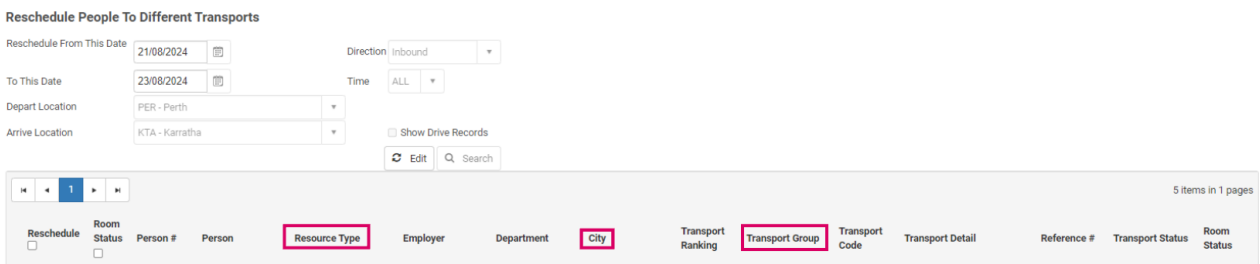 Reschedule People To Different Transports
Reschedule From This Date 21/08/2024 Direction Inbound
To This Date 23/08/2024 Time ALL
Depart Location PER - Perth
Arrive Location KTA - Karratha Show Drive Records
Edit Search
1 5 items in 1 pages
Reschedule Room Status Person # Person Resource Type Employer Department City Transport Ranking Transport Group Transport Code Transport Detail Reference # Transport Status Room Status